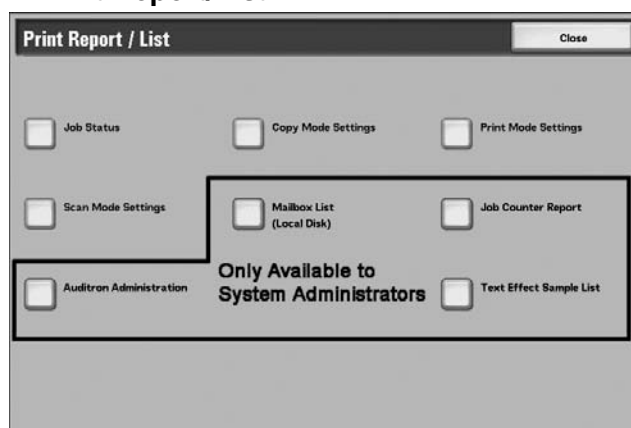 Print Report / List
Close
Job Status
Copy Mode Settings
Print Mode Settings
Scan Mode Settings
Mailbox List
(Local Disk)
Job Counter Report
Auditron Administration
Only Available to
System Administrators
Text Effect Sample List